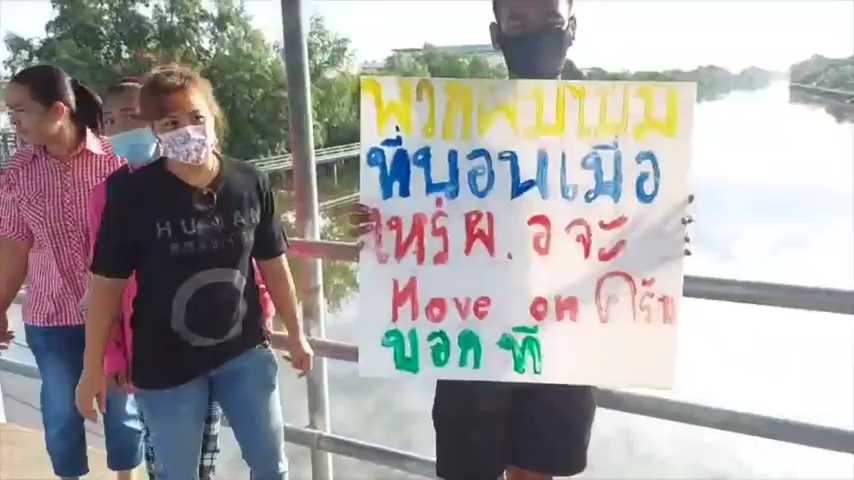 พวกผมไม่มี
ที่นอนเมื่อ
ไหร่ผ.อจะ
Move on ครับ
บอกที
HUMAN